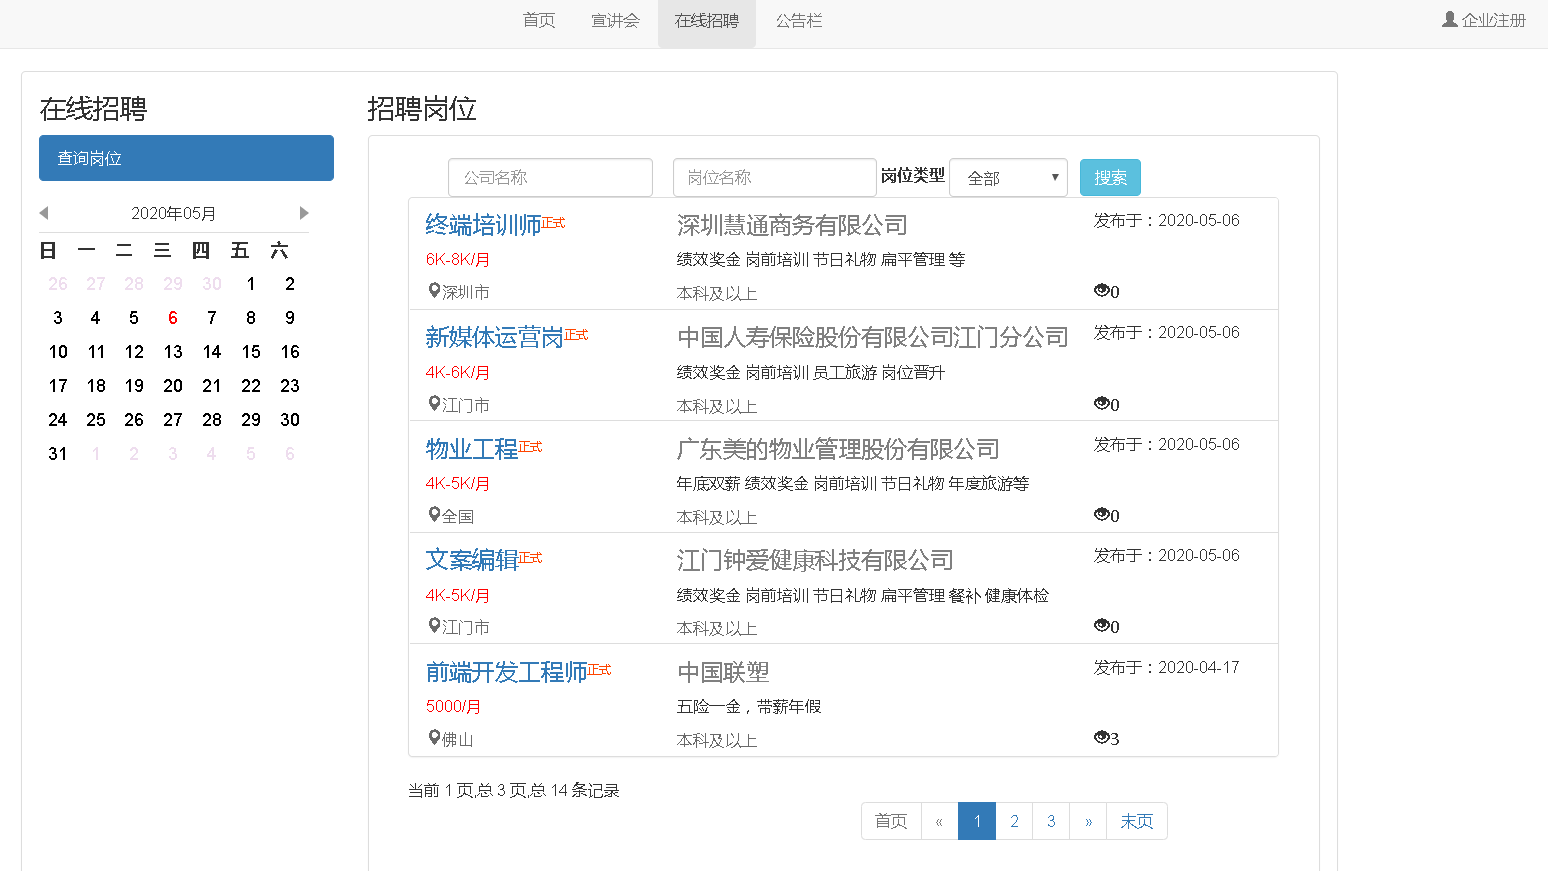 首页 宣讲会 在线招聘 公告栏 企业注册
在线招聘
查询岗位
2020年05月
日 一 二 三 四 五 六
26 27 28 29 30 1 2
3 4 5 6 7 8 9
10 11 12 13 14 15 16
17 18 19 20 21 22 23
24 25 26 27 28 29 30
31 1 2 3 4 5 6
招聘岗位
公司名称 岗位名称 岗位类型 全部 搜索
终端培训师正式 深圳慧通商务有限公司 发布于：2020-05-06
6K-8K/月 绩效奖金 岗前培训 节日礼物 扁平管理 等
深圳市 本科及以上 0
新媒体运营岗正式 中国人寿保险股份有限公司江门分公司 发布于：2020-05-06
4K-6K/月 绩效奖金 岗前培训 员工旅游 岗位晋升
江门市 本科及以上 0
物业工程正式 广东美的物业管理股份有限公司 发布于：2020-05-06
4K-5K/月 年底双薪 绩效奖金 岗前培训 节日礼物 年度旅游等
全国 本科及以上 0
文案编辑正式 江门钟爱健康科技有限公司 发布于：2020-05-06
4K-5K/月 绩效奖金 岗前培训 节日礼物 扁平管理 餐补 健康体检
江门市 本科及以上 0
前端开发工程师正式 中国联塑 发布于：2020-04-17
5000/月 五险一金，带薪年假
佛山 本科及以上 3
当前 1 页,总 3 页,总 14 条记录
首页 « 1 2 3 » 末页